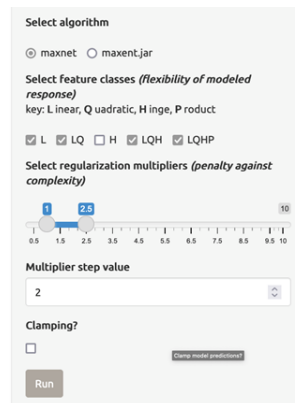 Select algorithm
maxnet maxent.jar
Select feature classes (flexibility of modeled
response)
key: L inear, Q uadratic, H inge, P roduct
L LQ H LQH LQHP
Select regularization multipliers (penalty against
complexity)
1 2.5 10
0.5 1.5 2.5 3.5 4.5 5.5 6.5 7.5 8.5 9.5 10
Multiplier step value
2
Clamping?
Clamp model predictions?
Run